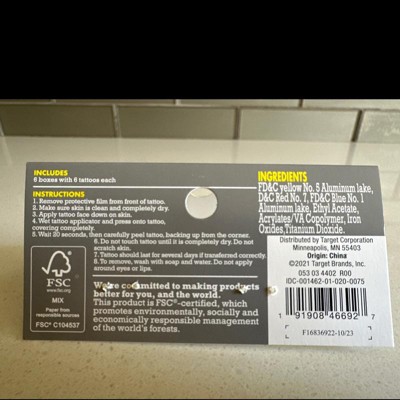 INCLUDES
6 boxes with 6 tattoos each
INSTRUCTIONS
1. Remove protective film from front of tattoo.
2. Make sure skin is clean and completely dry.
3. Apply tattoo face down on skin.
4. Wet tattoo applicator and press onto tattoo,
covering completely.
5. Wait 20 seconds, then carefully peel tattoo, backing up from the corner.
6. Do not touch tattoo until it is completely dry. Do not
scratch skin.
7. Tattoo should last for several days if transferred correctly.
8. To remove, wash with soap and water. Do not apply
around eyes or lips.
FSC
www.fsc.org
MIX
Paper from
responsible sources
FSC® C104537
We're committed to making products
better for you, and the world.
This product is FSC®-certified, which
promotes environmentally, socially and
economically responsible management
of the world's forests.
INGREDIENTS
FD&C yellow No. 5 Aluminum lake,
D&C Red No. 7, FD&C Blue No. 1
Aluminum lake, Ethyl Acetate,
Acrylates/VA Copolymer, Iron
Oxides, Titanium Dioxide.
Distributed by Target Corporation
Minneapolis, MN 55403
Origin: China
©2021 Target Brands, Inc.
053 03 4402 R00
IDC-001462-01-020-0075
1 91908 46692 7
F16836922-10/23